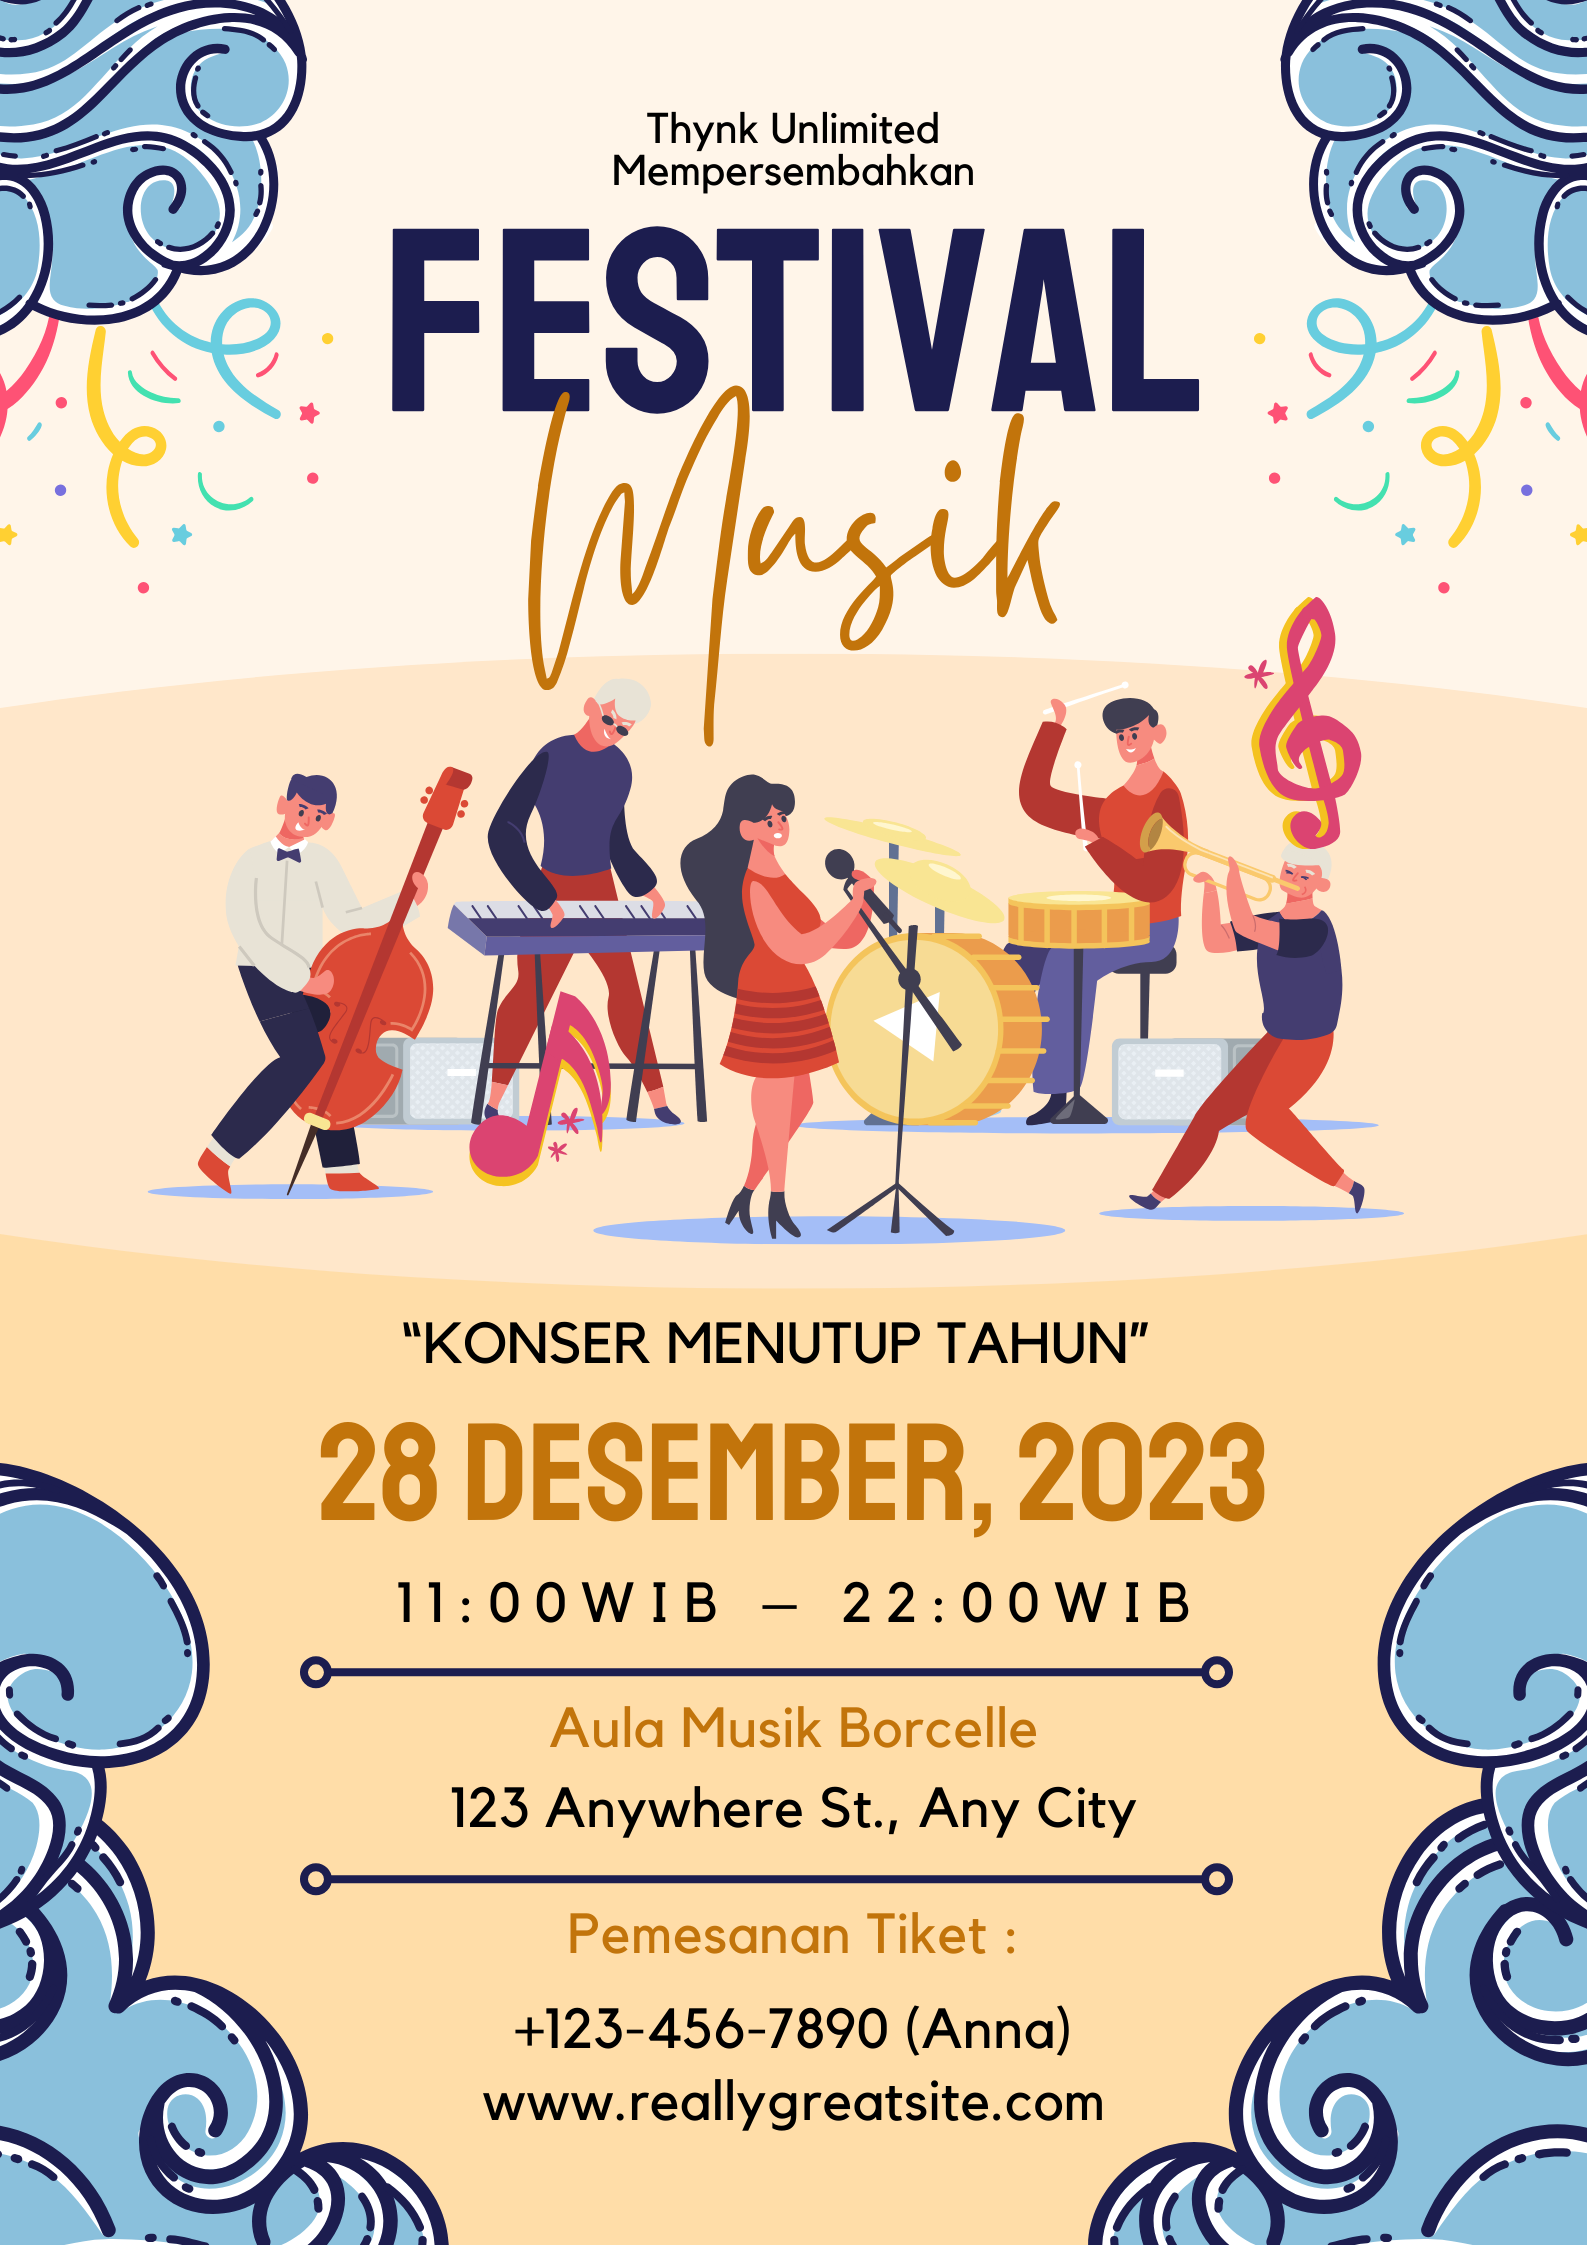 Thynk Unlimited
Mempersembahkan
FESTIVAL
Musik
“KONSER MENUTUP TAHUN”
28 DESEMBER, 2023
11:00WIB – 22:00WIB
Aula Musik Borcelle
123 Anywhere St., Any City
Pemesanan Tiket :
+123-456-7890 (Anna)
www.reallygreatsite.com